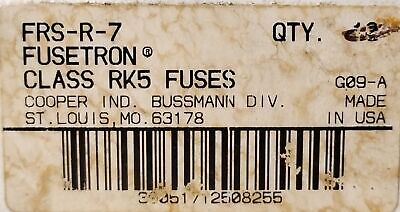 FRS-R-7
QTY.
FUSETRON®
CLASS RK5 FUSES
G09-A
COOPER IND. BUSSMANN DIV.
MADE
ST.LOUIS,MO.63178
IN USA